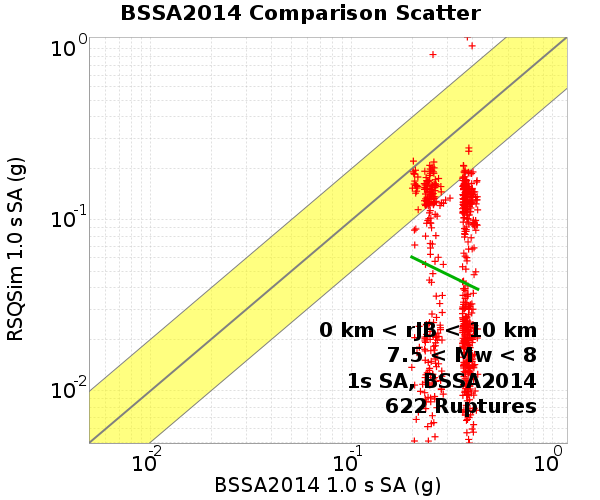 BSSA2014 Comparison Scatter
10^0
10^-1
10^-2
RSQSim 1.0 s SA (g)
0 km < rJB < 10 km
7.5 < Mw < 8
1s SA, BSSA2014
622 Ruptures
10^-2 10^-1 10^0
BSSA2014 1.0 s SA (g)